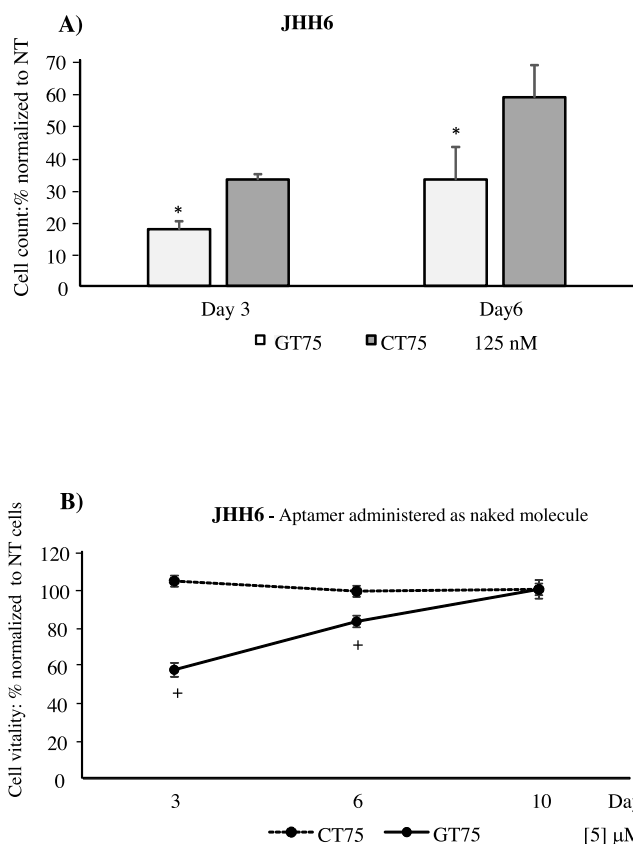 A)
JHH6
Cell count:% normalized to NT
70
60
50
40
30
20
10
0
*
*
Day 3
Day6
GT75
CT75
125 nM
B)
JHH6 - Aptamer administered as naked molecule
Cell vitality: % normalized to NT cells
120
100
80
60
40
20
0
+
+
3
6
10
CT75
GT75